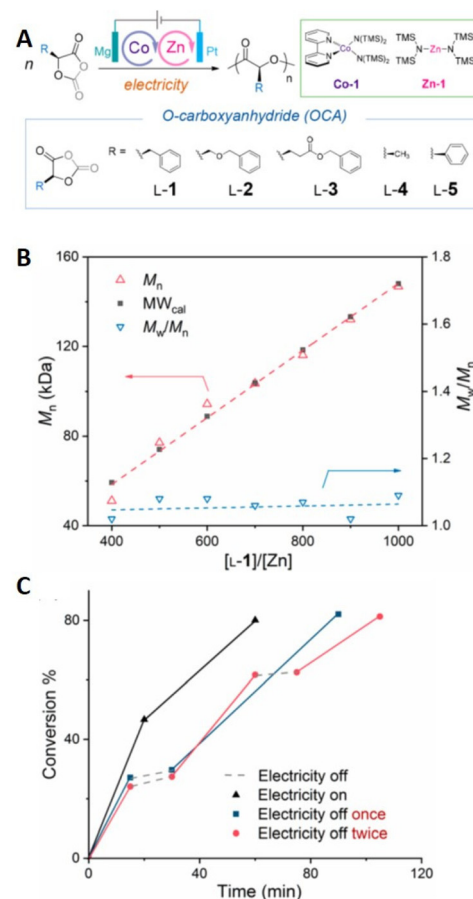 A
n
R
O
O
O
O
Mg
Co
Zn
Pt
electricity
O
O
R
n
N
N
Co
N(TMS)2
N(TMS)2
Co-1
TMS
TMS
N-Zn-N
TMS
TMS
Zn-1
O-carboxyanhydride (OCA)
O
O
O
O
R
R =
O
O
O
CH3
L-1
L-2
L-3
L-4
L-5
B
160
120
80
40
Mn (kDa)
Mn
MWcal
Mw/Mn
1.8
1.6
1.4
1.2
1.0
Mw/Mn
400
600
800
1000
[L-1]/[Zn]
C
80
40
0
Conversion %
Electricity off
Electricity on
Electricity off once
Electricity off twice
0
40
80
120
Time (min)